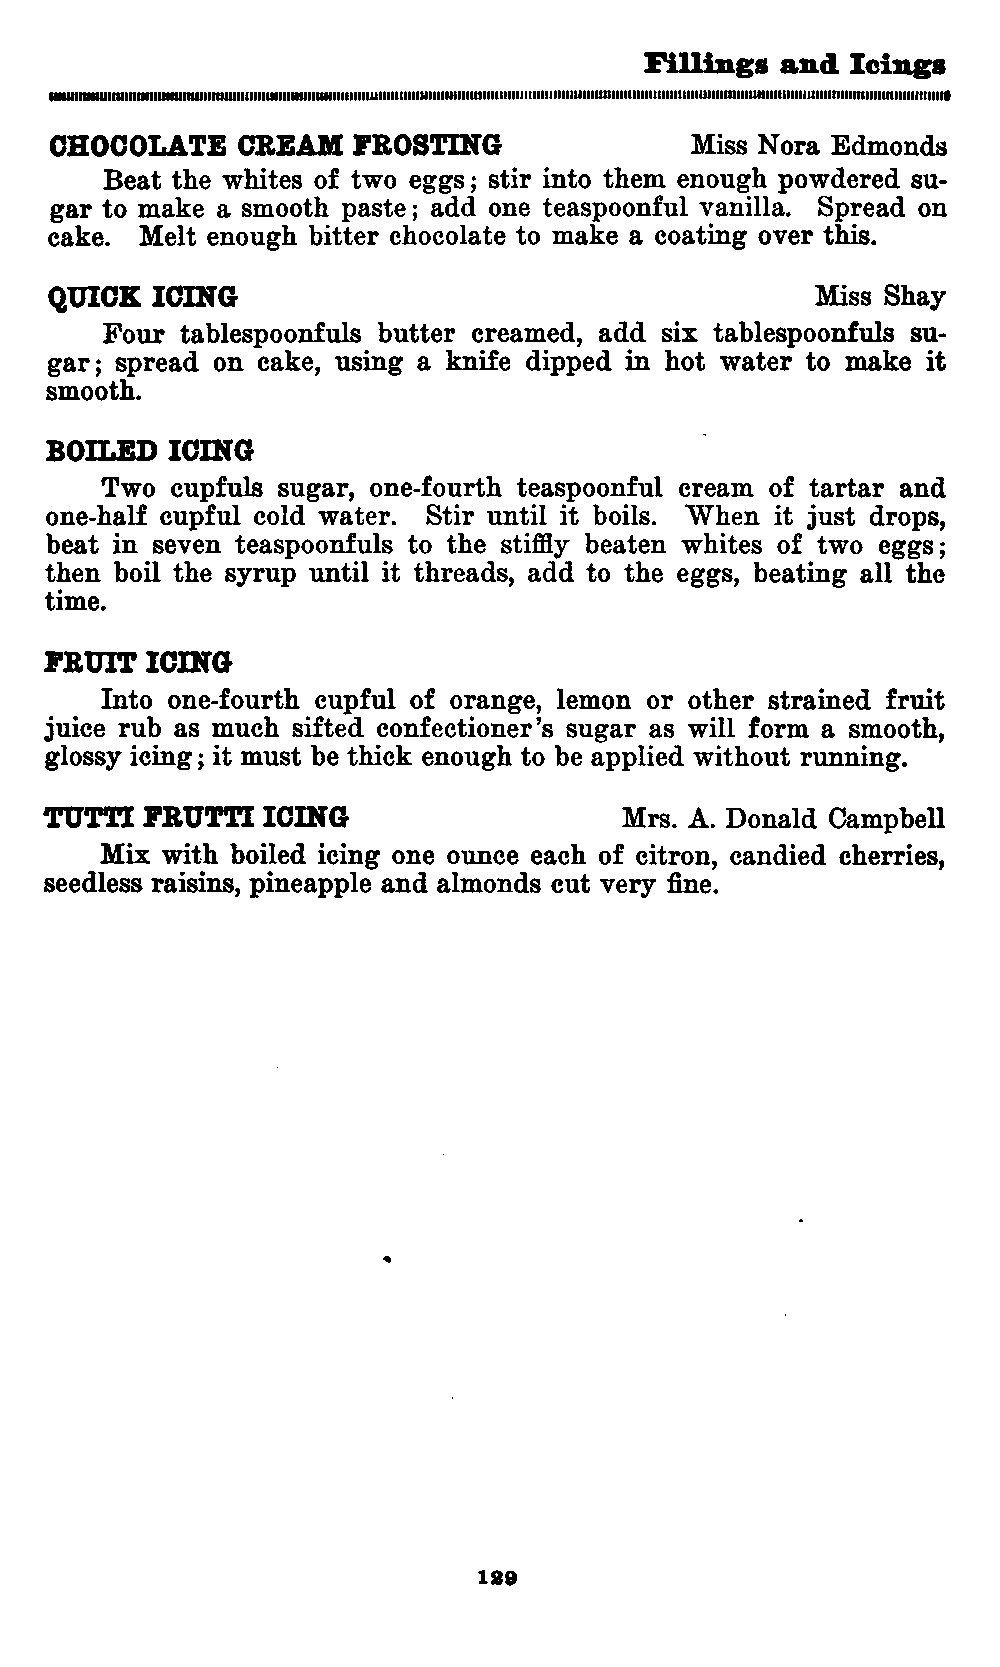 Fillings and Icings
CHOCOLATE CREAM FROSTING Miss Nora Edmonds
Beat the whites of two eggs; stir into them enough powdered su-
gar to make a smooth paste; add one teaspoonful vanilla. Spread on
cake. Melt enough bitter chocolate to make a coating over this.
QUICK ICING Miss Shay
Four tablespoonfuls butter creamed, add six tablespoonfuls su-
gar; spread on cake, using a knife dipped in hot water to make it
smooth.
BOILED ICING
Two cupfuls sugar, one-fourth teaspoonful cream of tartar and
one-half cupful cold water. Stir until it boils. When it just drops,
beat in seven teaspoonfuls to the stiffly beaten whites of two eggs;
then boil the syrup until it threads, add to the eggs, beating all the
time.
FRUIT ICING
Into one-fourth cupful of orange, lemon or other strained fruit
juice rub as much sifted confectioner's sugar as will form a smooth,
glossy icing; it must be thick enough to be applied without running.
TUTTI FRUTTI ICING Mrs. A. Donald Campbell
Mix with boiled icing one ounce each of citron, candied cherries,
seedless raisins, pineapple and almonds cut very fine.
129